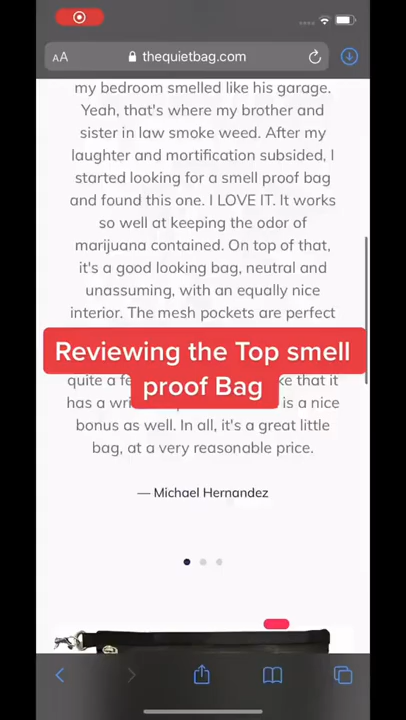 AA thequietbag.com
my bedroom smelled like his garage.
Yeah, that's where my brother and
sister in law smoke weed. After my
laughter and mortification subsided, I
started looking for a smell proof bag
and found this one. I LOVE IT. It works
so well at keeping the odor of
marijuana contained. On top of that,
it's a good looking bag, neutral and
unassuming, with an equally nice
interior. The mesh pockets are perfect
Reviewing the Top smell
proof Bag
quite a that it
has a is a nice
bonus as well. In all, it's a great little
bag, at a very reasonable price.
— Michael Hernandez